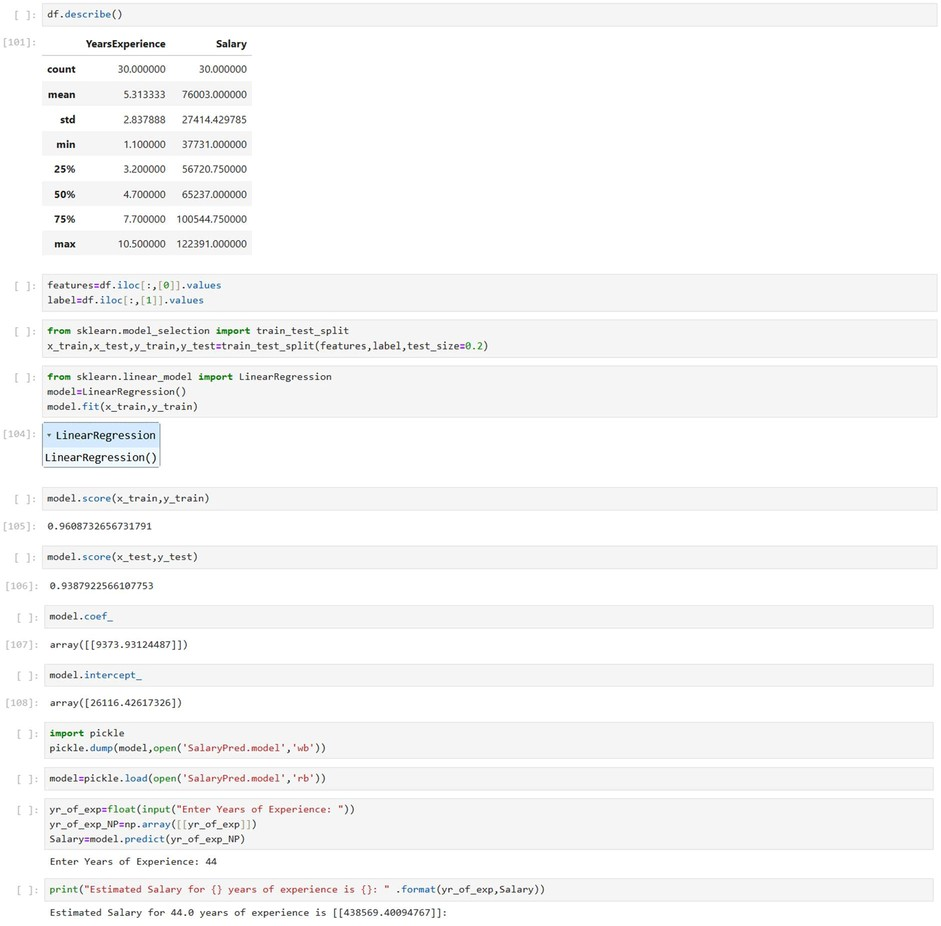 [ ]: df.describe()
[101]: YearsExperience Salary
count 30.000000 30.000000
mean 5.313333 76003.000000
std 2.837888 27414.429785
min 1.100000 37731.000000
25% 3.200000 56720.750000
50% 4.700000 65237.000000
75% 7.700000 100544.750000
max 10.500000 122391.000000
[ ]: features=df.iloc[:,[0]].values
label=df.iloc[:,[1]].values
[ ]: from sklearn.model_selection import train_test_split
x_train,x_test,y_train,y_test=train_test_split(features,label,test_size=0.2)
[ ]: from sklearn.linear_model import LinearRegression
model=LinearRegression()
model.fit(x_train,y_train)
[104]: ▾ LinearRegression
LinearRegression()
[ ]: model.score(x_train,y_train)
[105]: 0.9608732656731791
[ ]: model.score(x_test,y_test)
[106]: 0.9387922566107753
[ ]: model.coef_
[107]: array([[9373.93124487]])
[ ]: model.intercept_
[108]: array([26116.42617326])
[ ]: import pickle
pickle.dump(model,open('SalaryPred.model','wb'))
[ ]: model=pickle.load(open('SalaryPred.model','rb'))
[ ]: yr_of_exp=float(input("Enter Years of Experience: "))
yr_of_exp_NP=np.array([[yr_of_exp]])
Salary=model.predict(yr_of_exp_NP)
Enter Years of Experience: 44
[ ]: print("Estimated Salary for {} years of experience is {}: " .format(yr_of_exp,Salary))
Estimated Salary for 44.0 years of experience is [[438569.40094767]]: